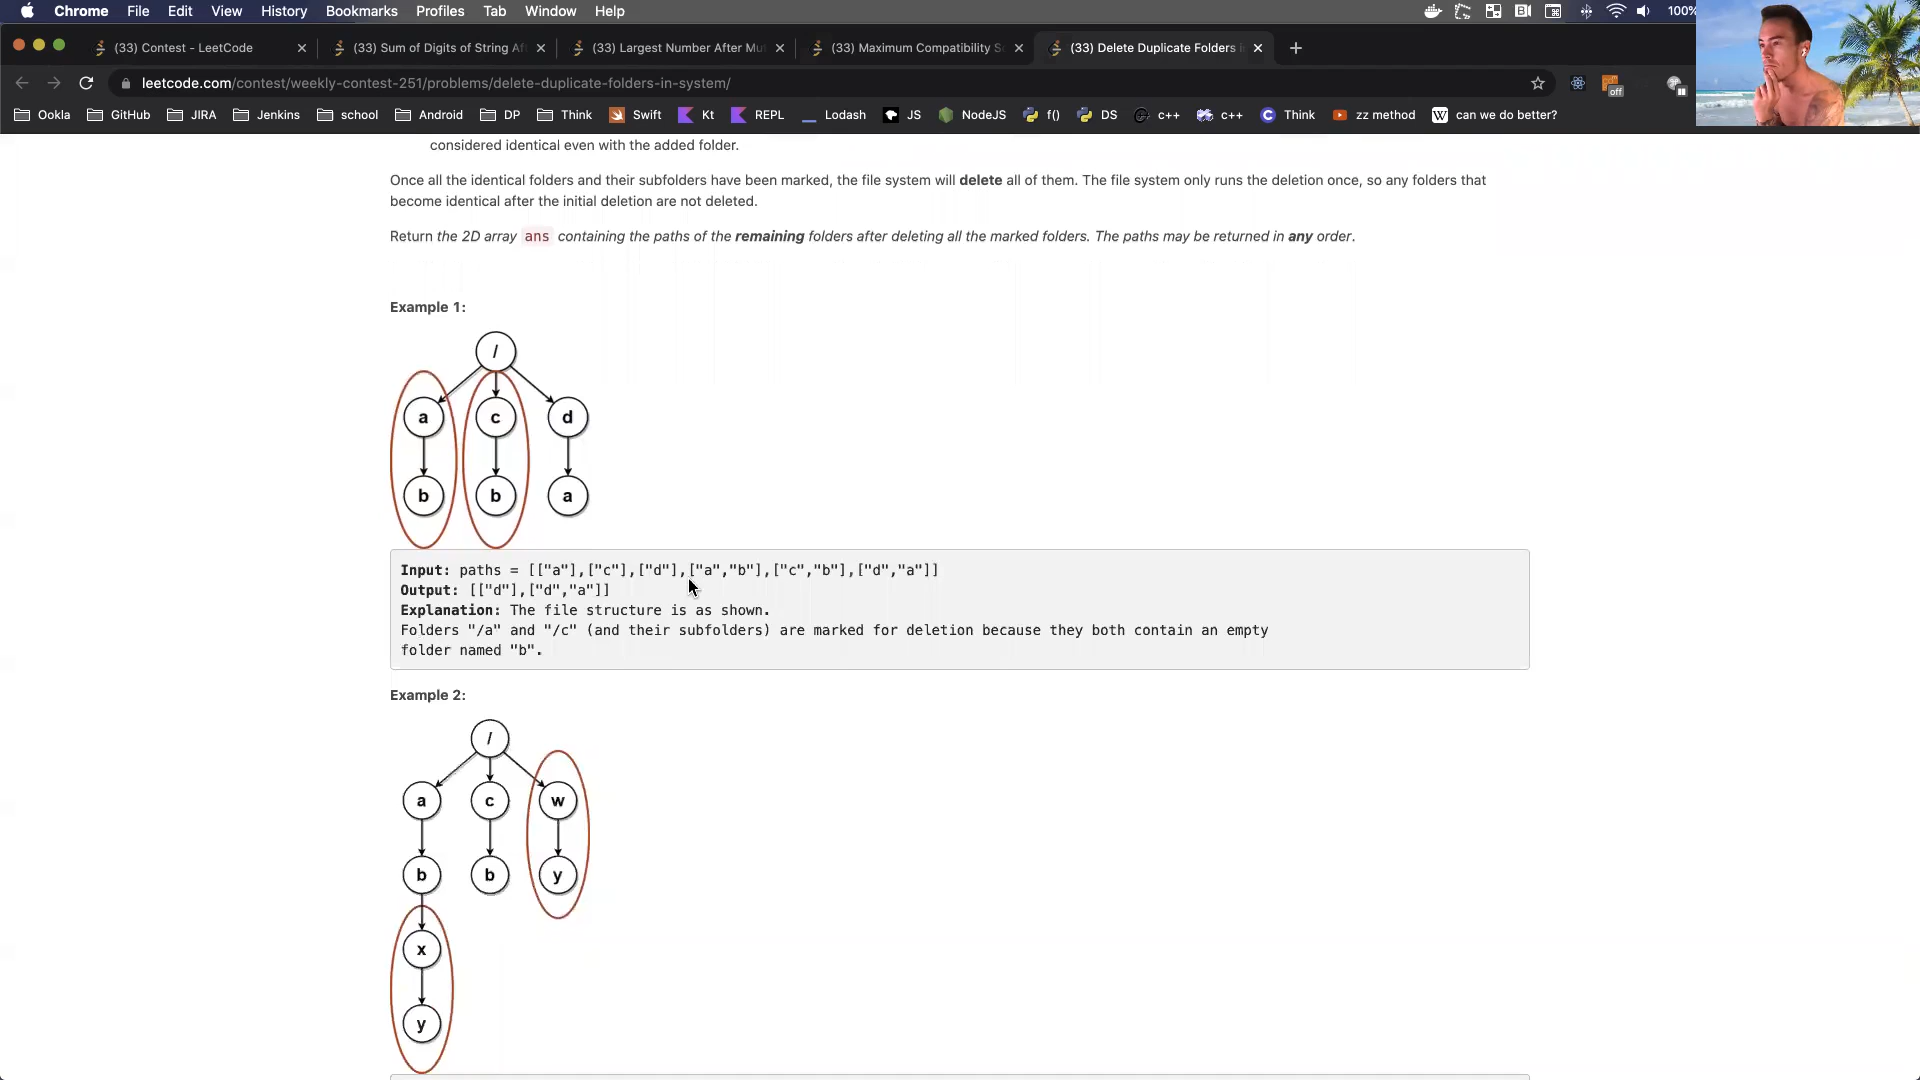 Chrome File Edit View History Bookmarks Profiles Tab Window Help 100%
(33) Contest - LeetCode (33) Sum of Digits of String Af (33) Largest Number After Mu (33) Maximum Compatibility S (33) Delete Duplicate Folders i
leetcode.com/contest/weekly-contest-251/problems/delete-duplicate-folders-in-system/ off
Ookla GitHub JIRA Jenkins school Android DP Think Swift Kt REPL Lodash JS NodeJS f() DS c++ c++ Think zz method can we do better?
considered identical even with the added folder.
Once all the identical folders and their subfolders have been marked, the file system will delete all of them. The file system only runs the deletion once, so any folders that
become identical after the initial deletion are not deleted.
Return the 2D array ans containing the paths of the remaining folders after deleting all the marked folders. The paths may be returned in any order.
Example 1:
/
a c d
b b a
Input: paths = [["a"],["c"],["d"],["a","b"],["c","b"],["d","a"]]
Output: [["d"],["d","a"]]
Explanation: The file structure is as shown.
Folders "/a" and "/c" (and their subfolders) are marked for deletion because they both contain an empty
folder named "b".
Example 2:
/
a c w
b b y
x
y